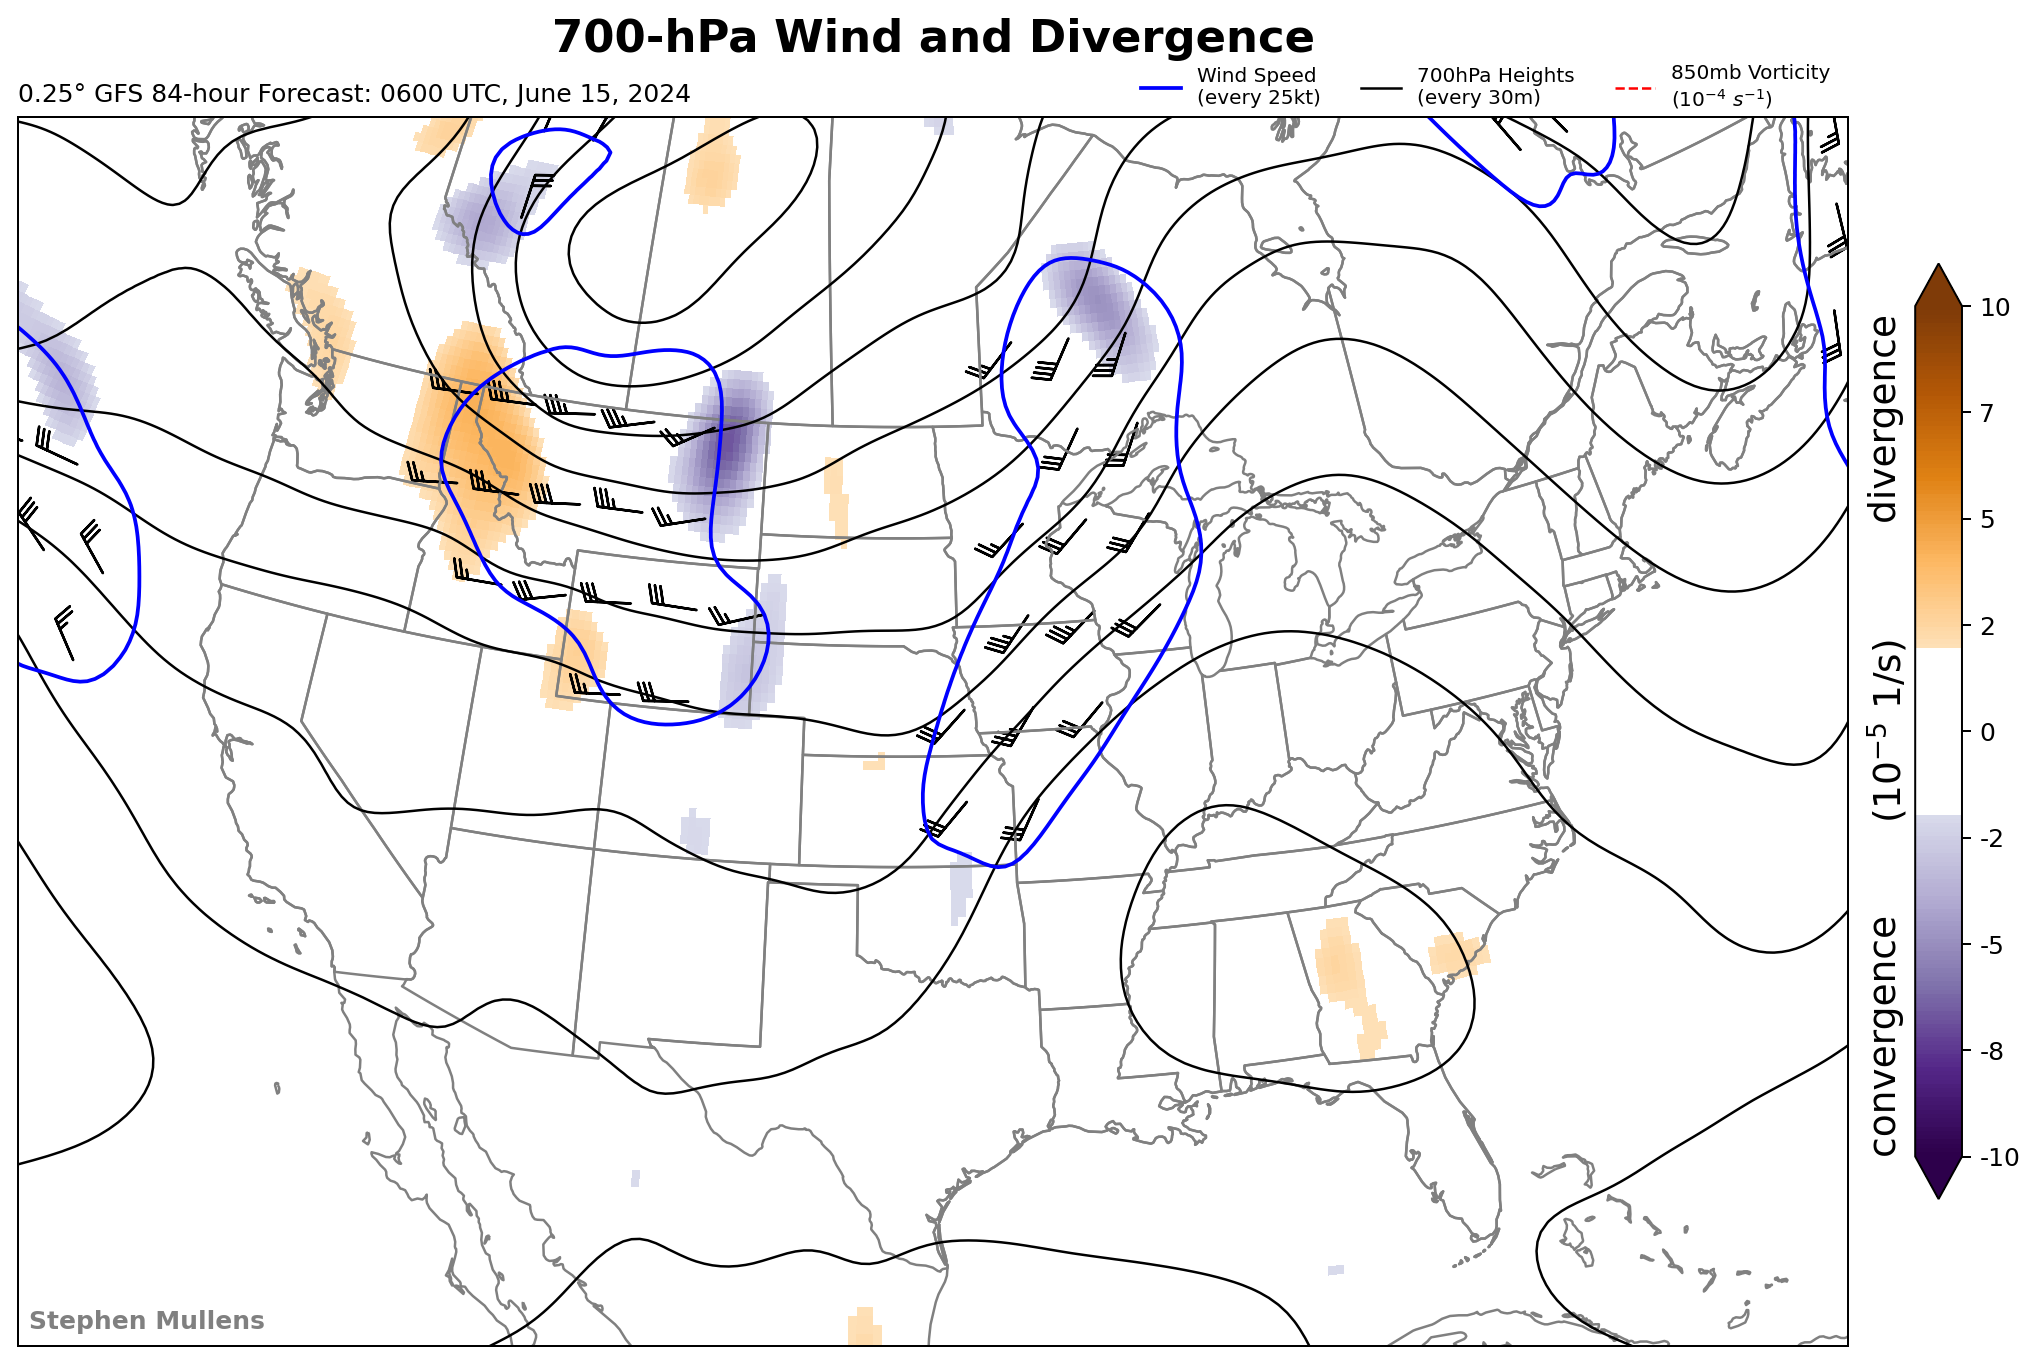 700-hPa Wind and Divergence
0.25° GFS 84-hour Forecast: 0600 UTC, June 15, 2024
Wind Speed
(every 25kt)
700hPa Heights
(every 30m)
850mb Vorticity
(10⁻⁴ s⁻¹)
10
7
5
2
0
-2
-5
-8
-10
convergence (10⁻⁵ 1/s) divergence
Stephen Mullens